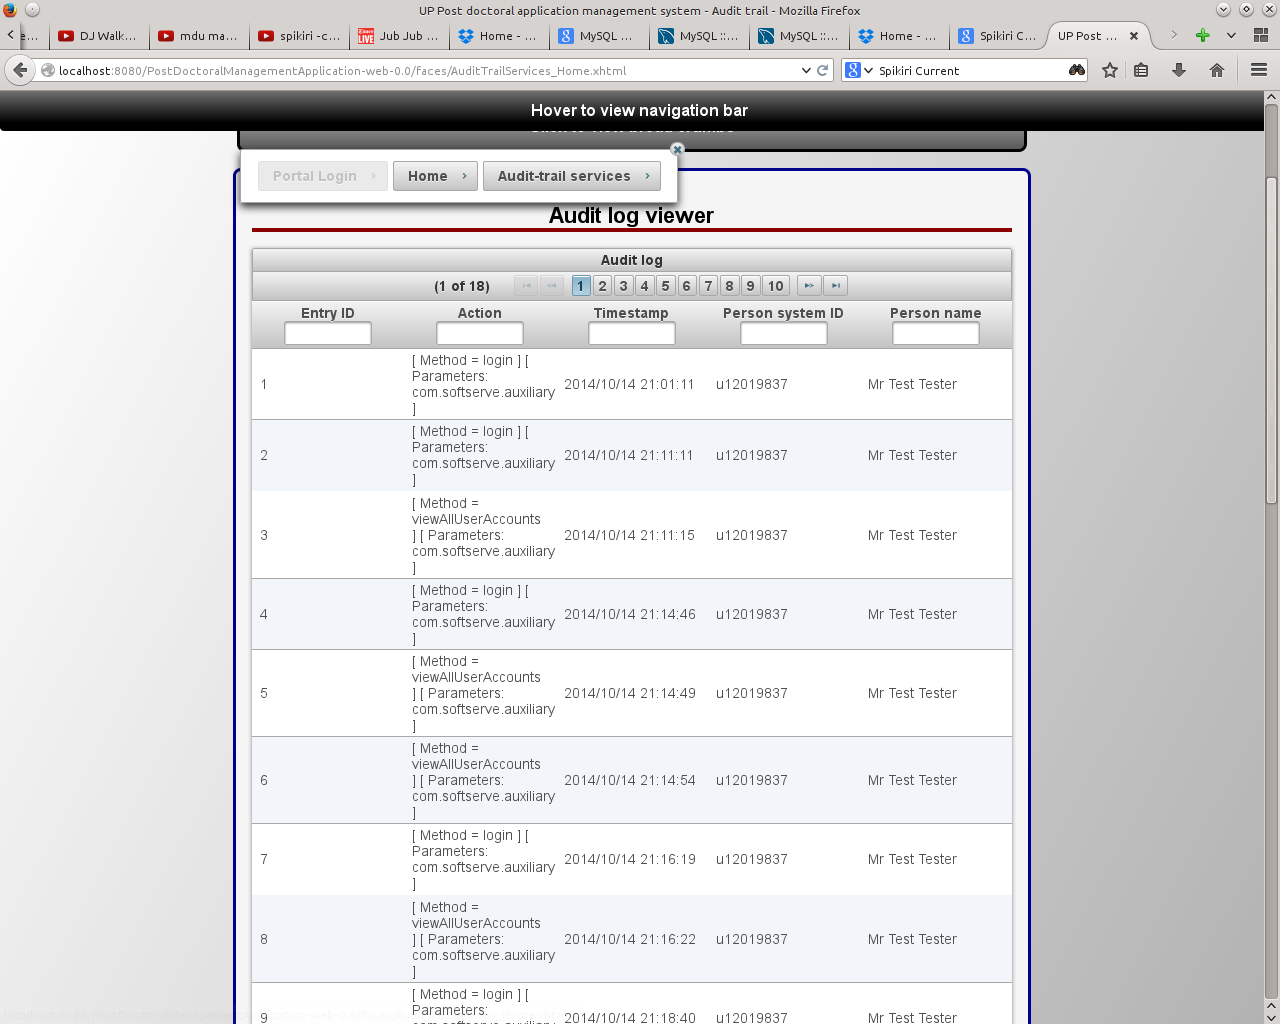 UP Post doctoral application management system - Audit trail - Mozilla Firefox
e... DJ Walk... mdu ma... spikiri -c... Jub Jub ... Home - ... MySQL ... MySQL ::... MySQL ::... Home - ... Spikiri C... UP Post ...
localhost:8080/PostDoctoralManagementApplication-web-0.0/faces/AuditTrailServices_Home.xhtml Spikiri Current
Hover to view navigation bar
Portal Login Home Audit-trail services
Audit log viewer
Audit log
(1 of 18) 1 2 3 4 5 6 7 8 9 10
Entry ID Action Timestamp Person system ID Person name
1 [ Method = login ] [
Parameters:
com.softserve.auxiliary
] 2014/10/14 21:01:11 u12019837 Mr Test Tester
2 [ Method = login ] [
Parameters:
com.softserve.auxiliary
] 2014/10/14 21:11:11 u12019837 Mr Test Tester
3 [ Method =
viewAllUserAccounts
] [ Parameters:
com.softserve.auxiliary
] 2014/10/14 21:11:15 u12019837 Mr Test Tester
4 [ Method = login ] [
Parameters:
com.softserve.auxiliary
] 2014/10/14 21:14:46 u12019837 Mr Test Tester
5 [ Method =
viewAllUserAccounts
] [ Parameters:
com.softserve.auxiliary
] 2014/10/14 21:14:49 u12019837 Mr Test Tester
6 [ Method =
viewAllUserAccounts
] [ Parameters:
com.softserve.auxiliary
] 2014/10/14 21:14:54 u12019837 Mr Test Tester
7 [ Method = login ] [
Parameters:
com.softserve.auxiliary
] 2014/10/14 21:16:19 u12019837 Mr Test Tester
8 [ Method =
viewAllUserAccounts
] [ Parameters:
com.softserve.auxiliary
] 2014/10/14 21:16:22 u12019837 Mr Test Tester
9 [ Method = login ] [
Parameters:
2014/10/14 21:18:40 u12019837 Mr Test Tester